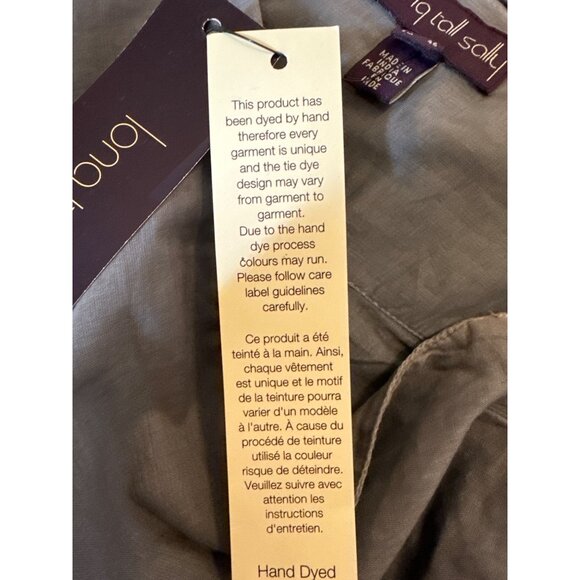 This product has
been dyed by hand
therefore every
garment is unique
and the tie dye
design may vary
from garment to
garment.
Due to the hand
dye process
colours may run.
Please follow care
label guidelines
carefully.
Ce produit a été
teinté à la main. Ainsi,
chaque vêtement
est unique et le motif
de la teinture pourra
varier d'un modèle
à l'autre. À cause du
procédé de teinture
utilisé la couleur
risque de déteindre.
Veuillez suivre avec
attention les
instructions
d'entretien.
Hand Dyed
long
tall sally
MADE IN
INDIA
FABRIQUE
EN
INDE